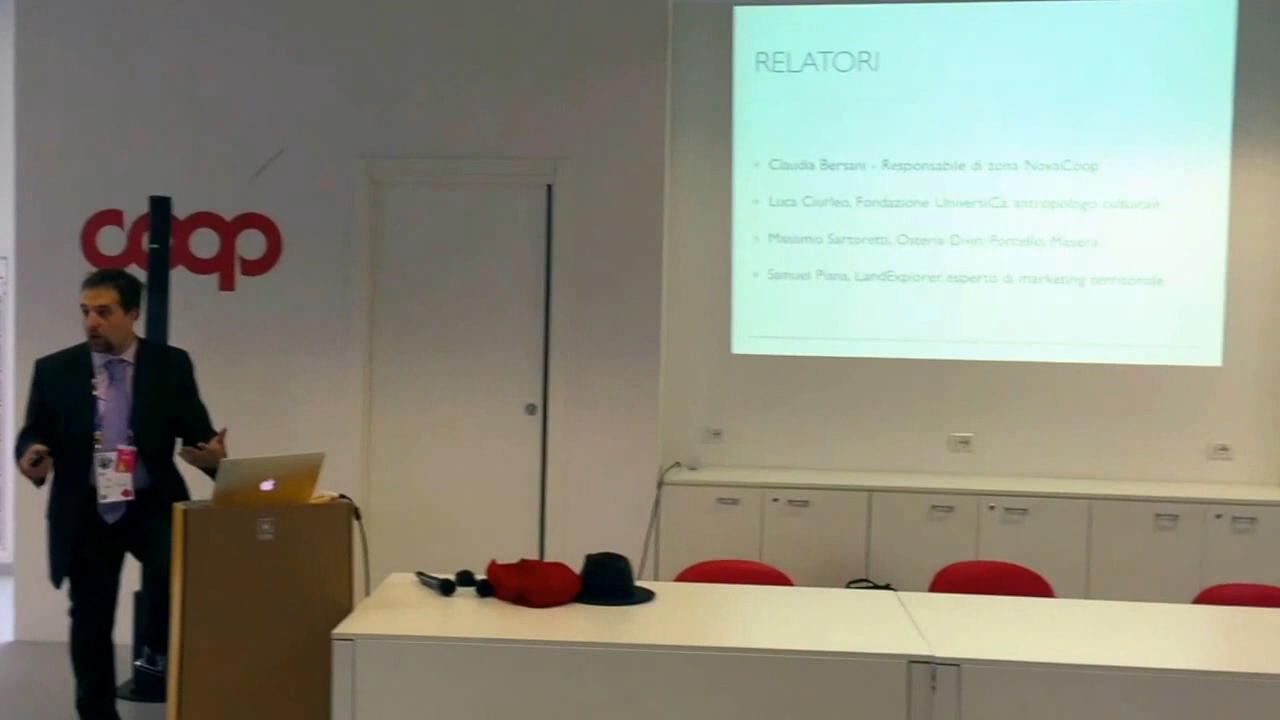 coop
RELATORI
Claudia Bersani - Responsabile di zona NovaCoop
Luca Ciurleo, Fondazione UniversiCà, antropologo culturale
Massimo Sartoretti, Osteria Divin Porcello, Masera
Samuel Piana, LandExplorer, esperto di marketing territoriale